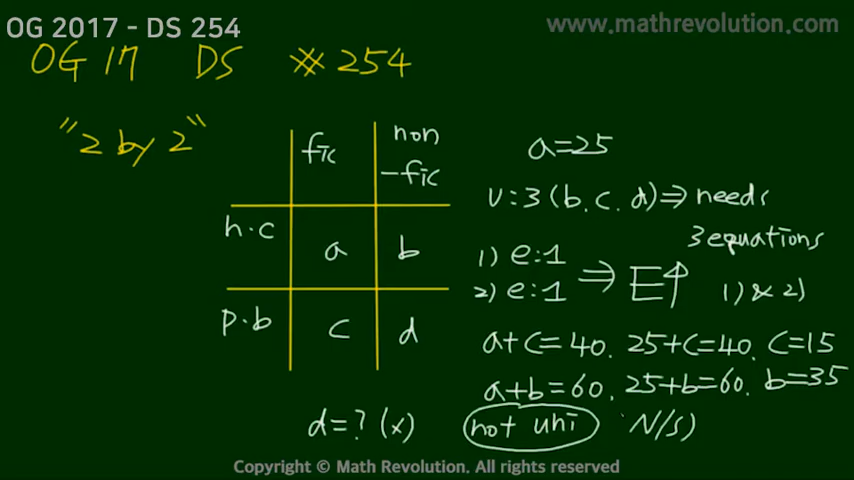 OG 2017 - DS 254
www.mathrevolution.com
OG 17 DS #254
"2 by 2"
fic
non
-fic
h.c
a
b
p.b
c
d
a=25
v:3 (b.c.d) ⇒ needs
3 equations
1) e:1
2) e:1
⇒ E↑ 1) & 2)
a+c=40. 25+c=40. c=15
a+b=60. 25+b=60. b=35
d=? (x)
not uni
N/S)
Copyright © Math Revolution. All rights reserved